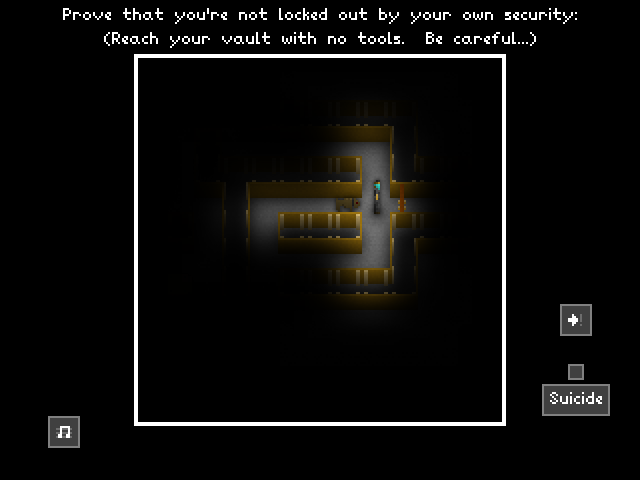 Prove that you're not locked out by your own security:
(Reach your vault with no tools.  Be careful...)
Suicide